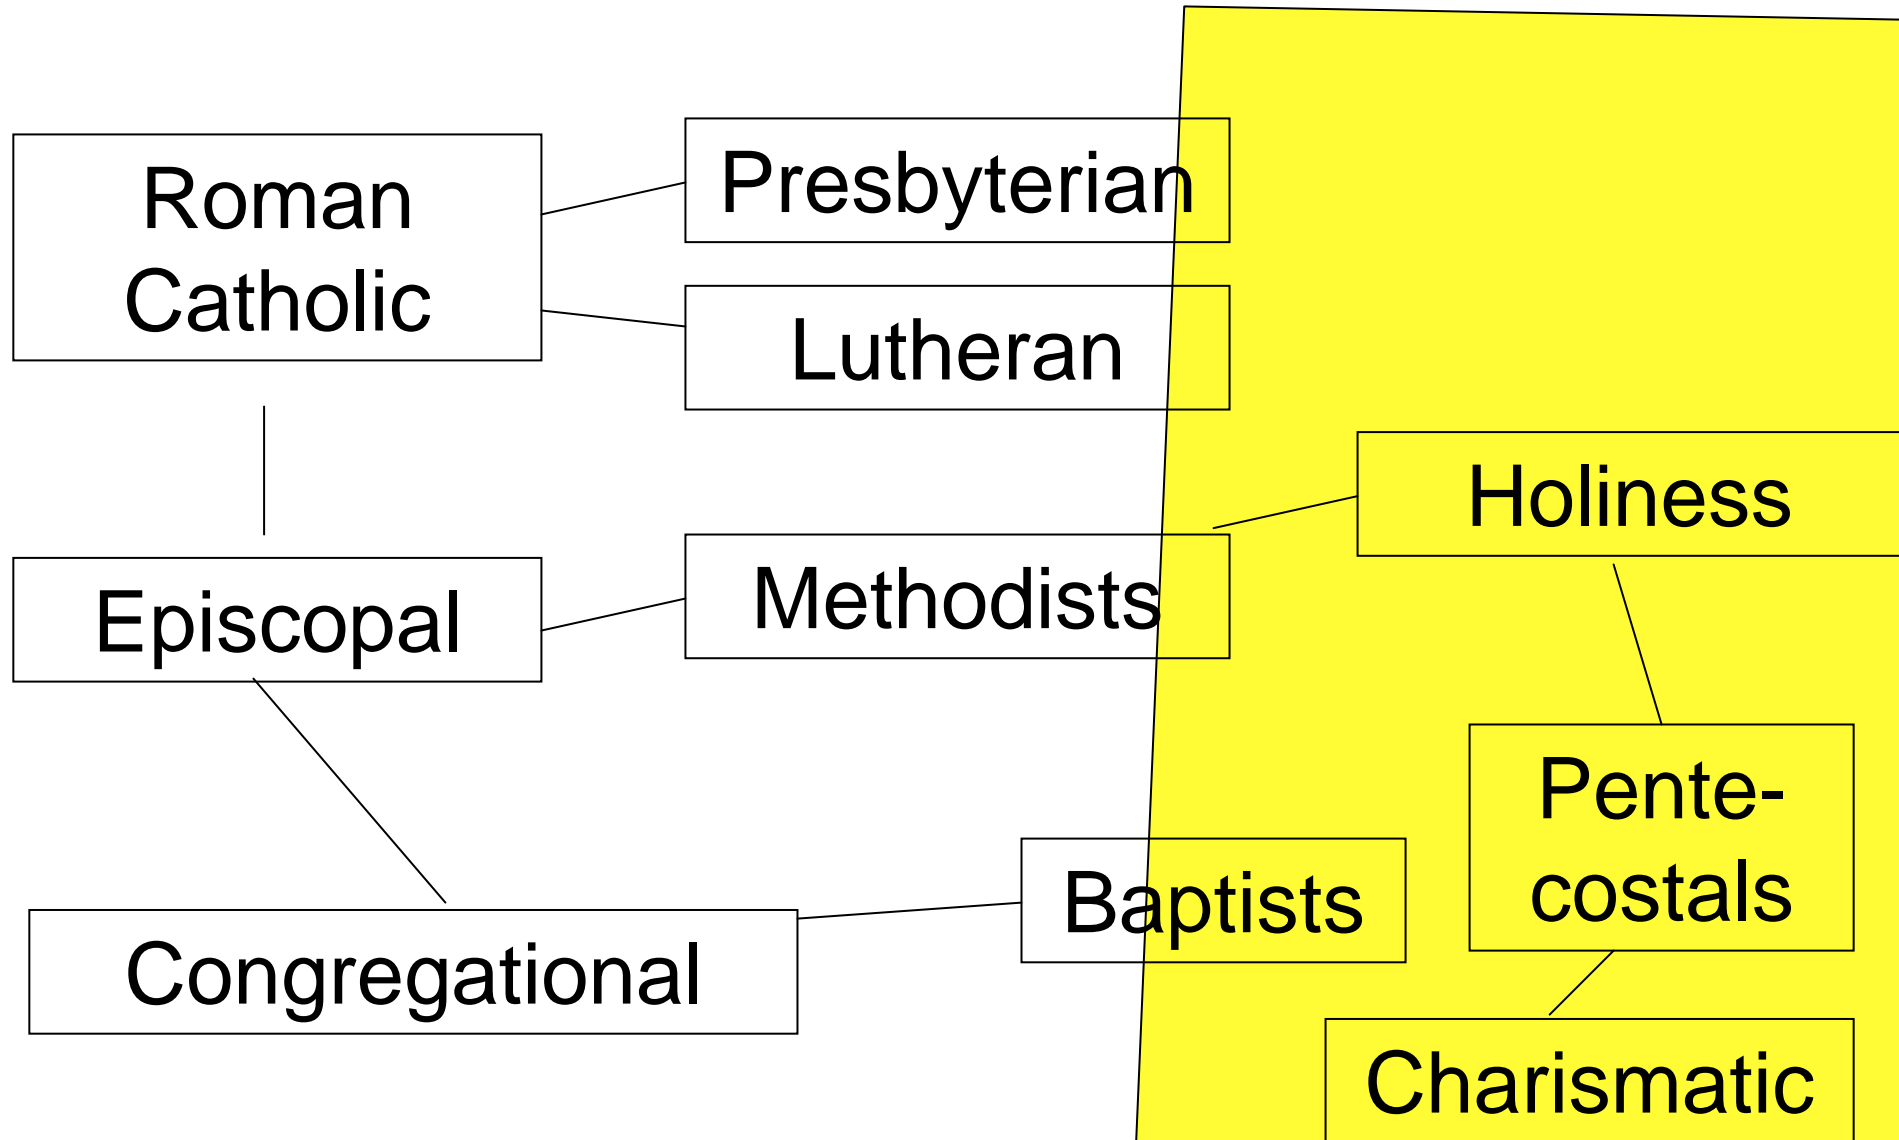 Roman
Catholic
Presbyterian
Lutheran
Holiness
Episcopal
Methodists
Pente-
costals
Baptists
Congregational
Charismatic